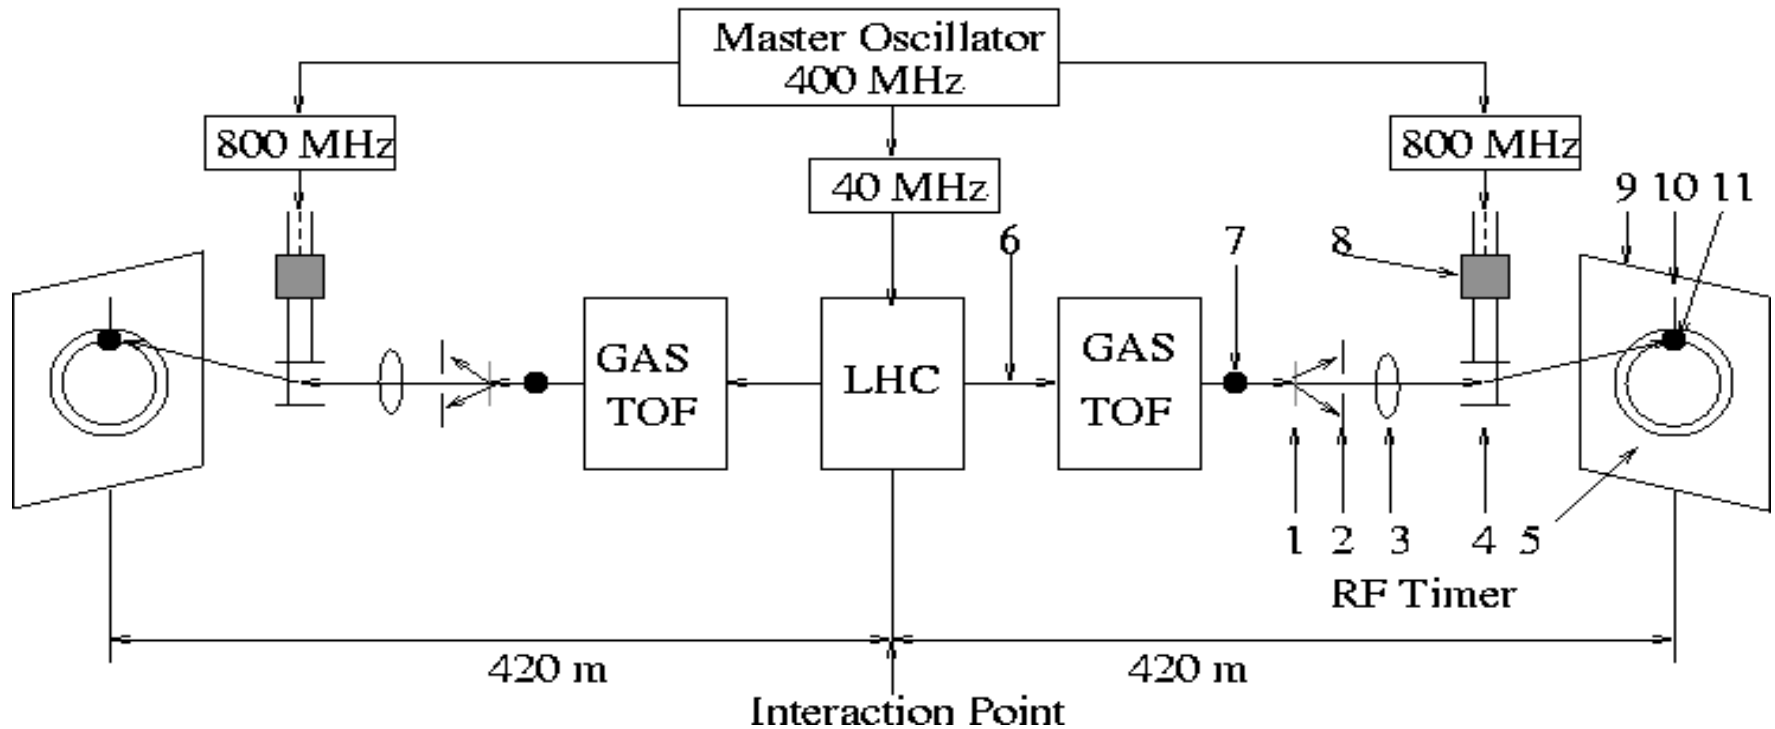 Master Oscillator
400 MHz
800 MHz
800 MHz
40 MHz
9 10 11
6
7
8
GAS
TOF
LHC
GAS
TOF
1 2 3 4 5
RF Timer
420 m
420 m
Interaction Point